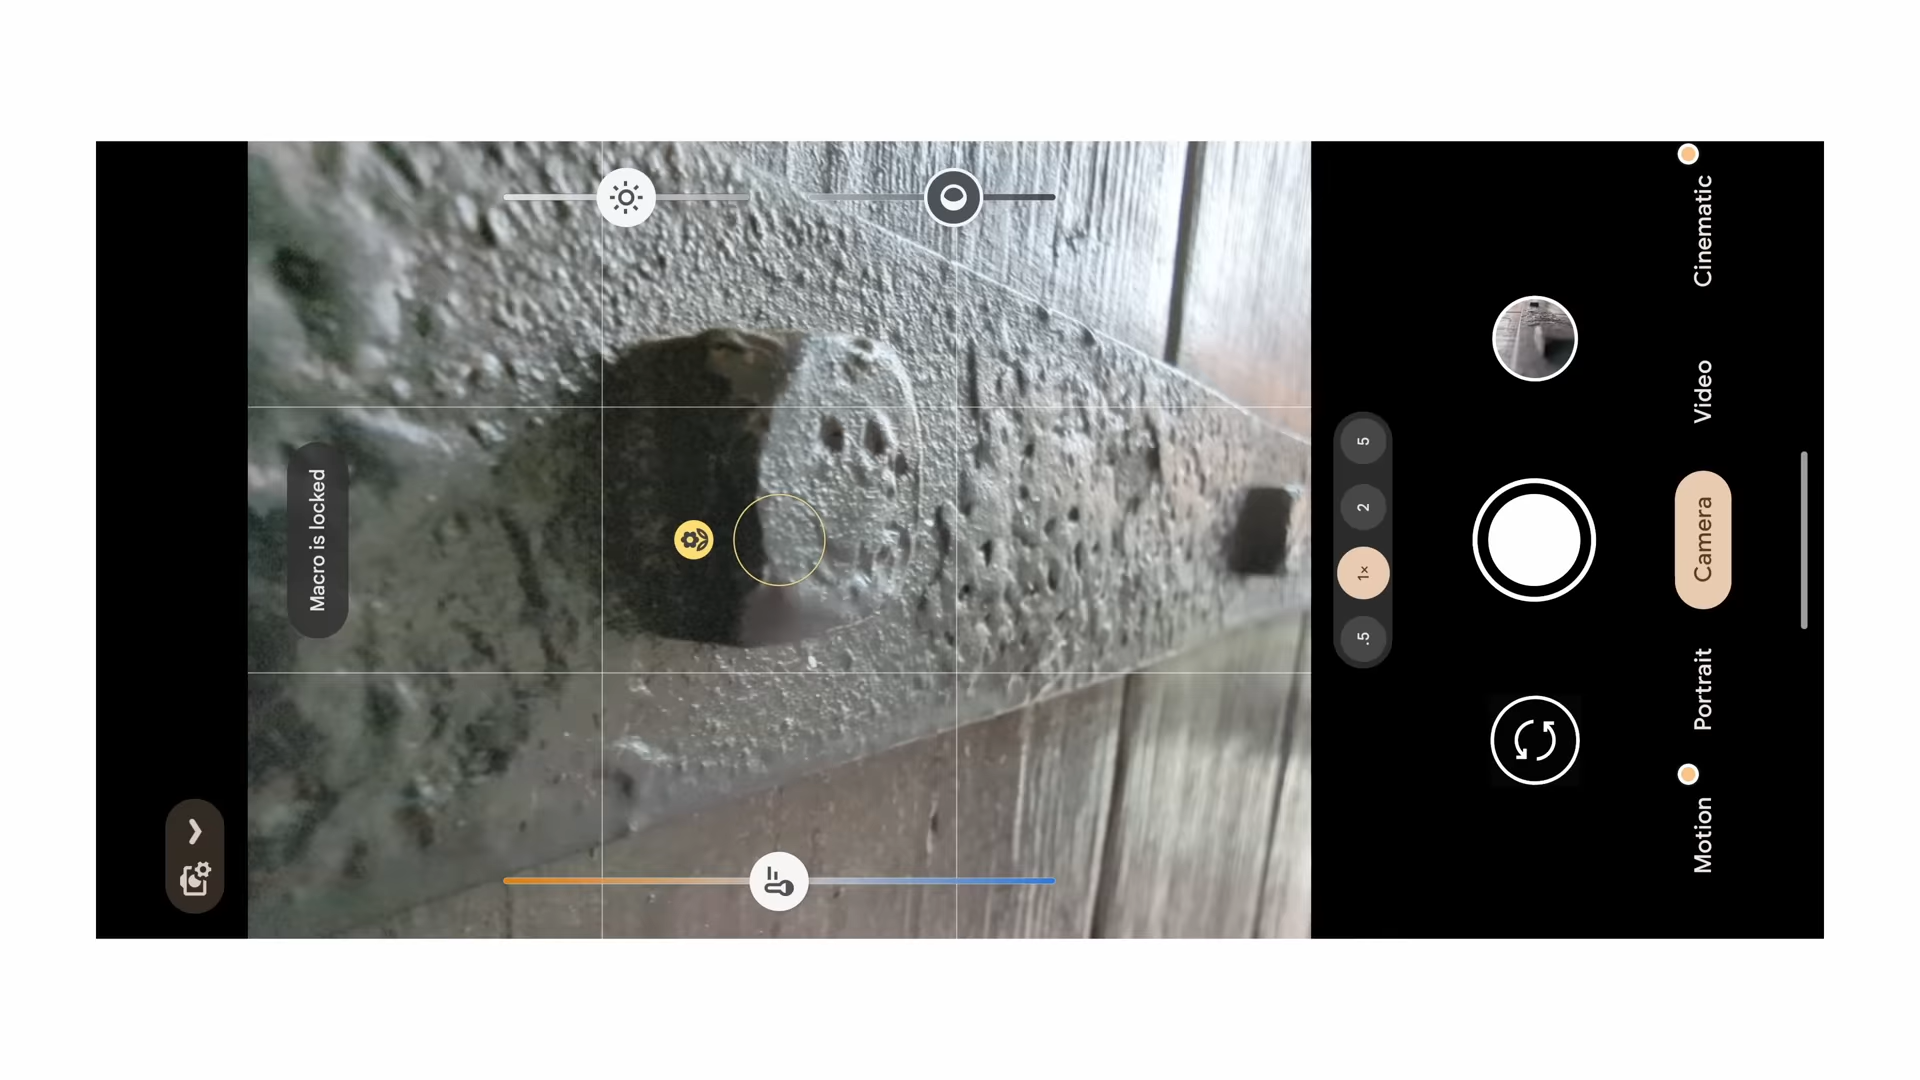 Macro is locked
.5
1×
2
5
Motion
Portrait
Camera
Video
Cinematic